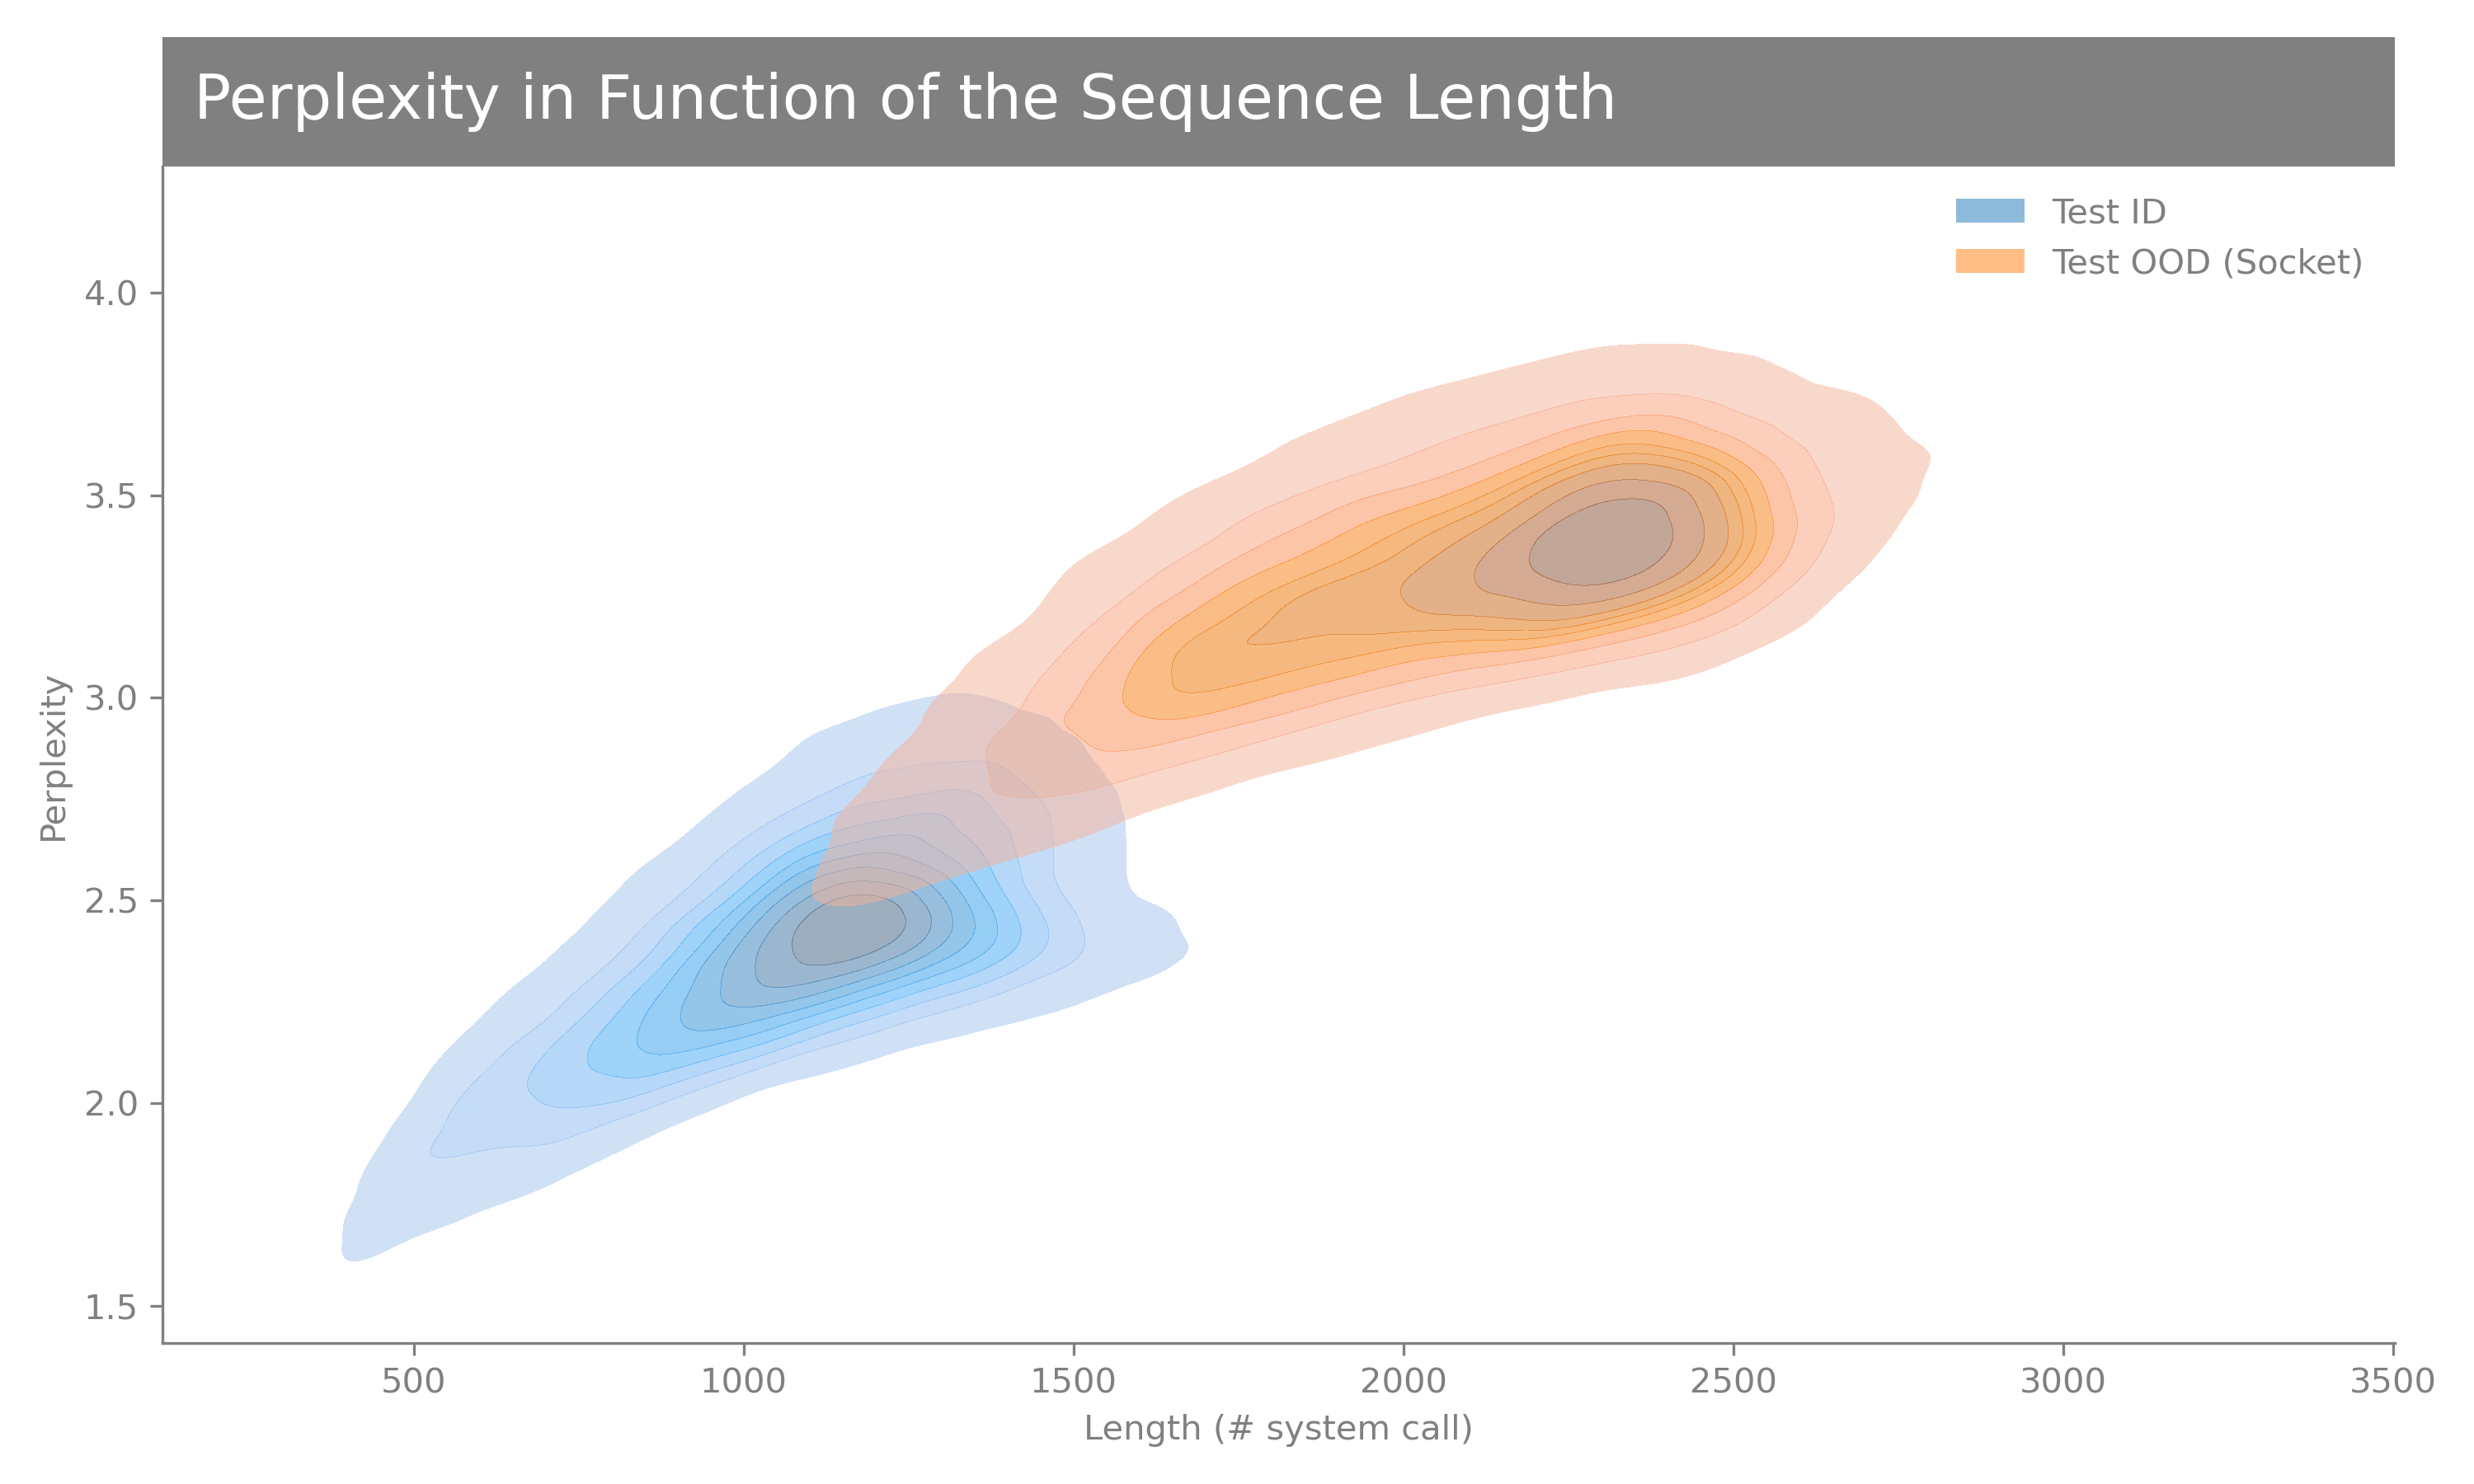 Perplexity in Function of the Sequence Length
Test ID
Test OOD (Socket)
4.0
3.5
3.0
2.5
2.0
1.5
Perplexity
500 1000 1500 2000 2500 3000 3500
Length (# system call)